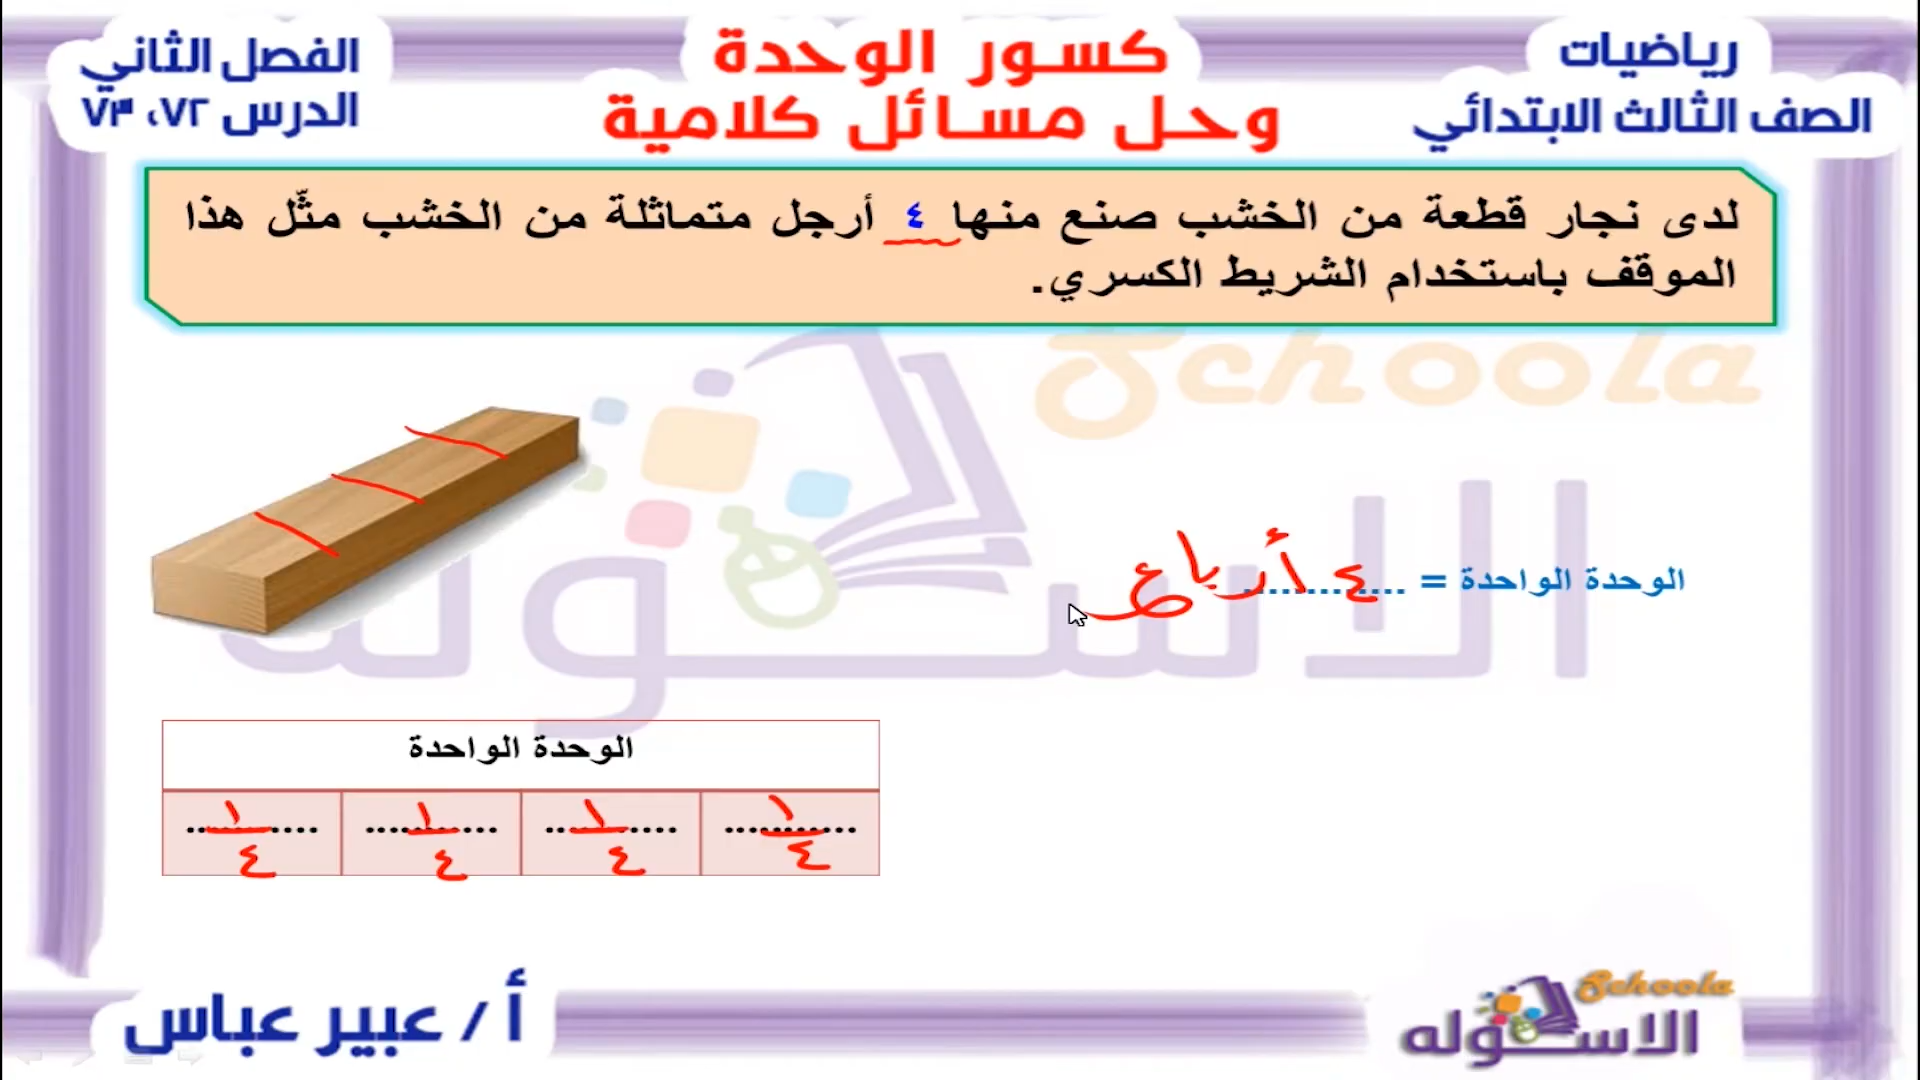 رياضيات
الصف الثالث الابتدائي
كسور الوحدة
وحل مسائل كلامية
الفصل الثاني
الدرس ٧٢، ٧٣
لدى نجار قطعة من الخشب صنع منها ٤ أرجل متماثلة من الخشب مثّل هذا
الموقف باستخدام الشريط الكسري.
Schoola
الاسكوله
الوحدة الواحدة = ٤ أرباع
الوحدة الواحدة
١/٤ ١/٤ ١/٤ ١/٤
Schoola
الاسكوله
أ / عبير عباس